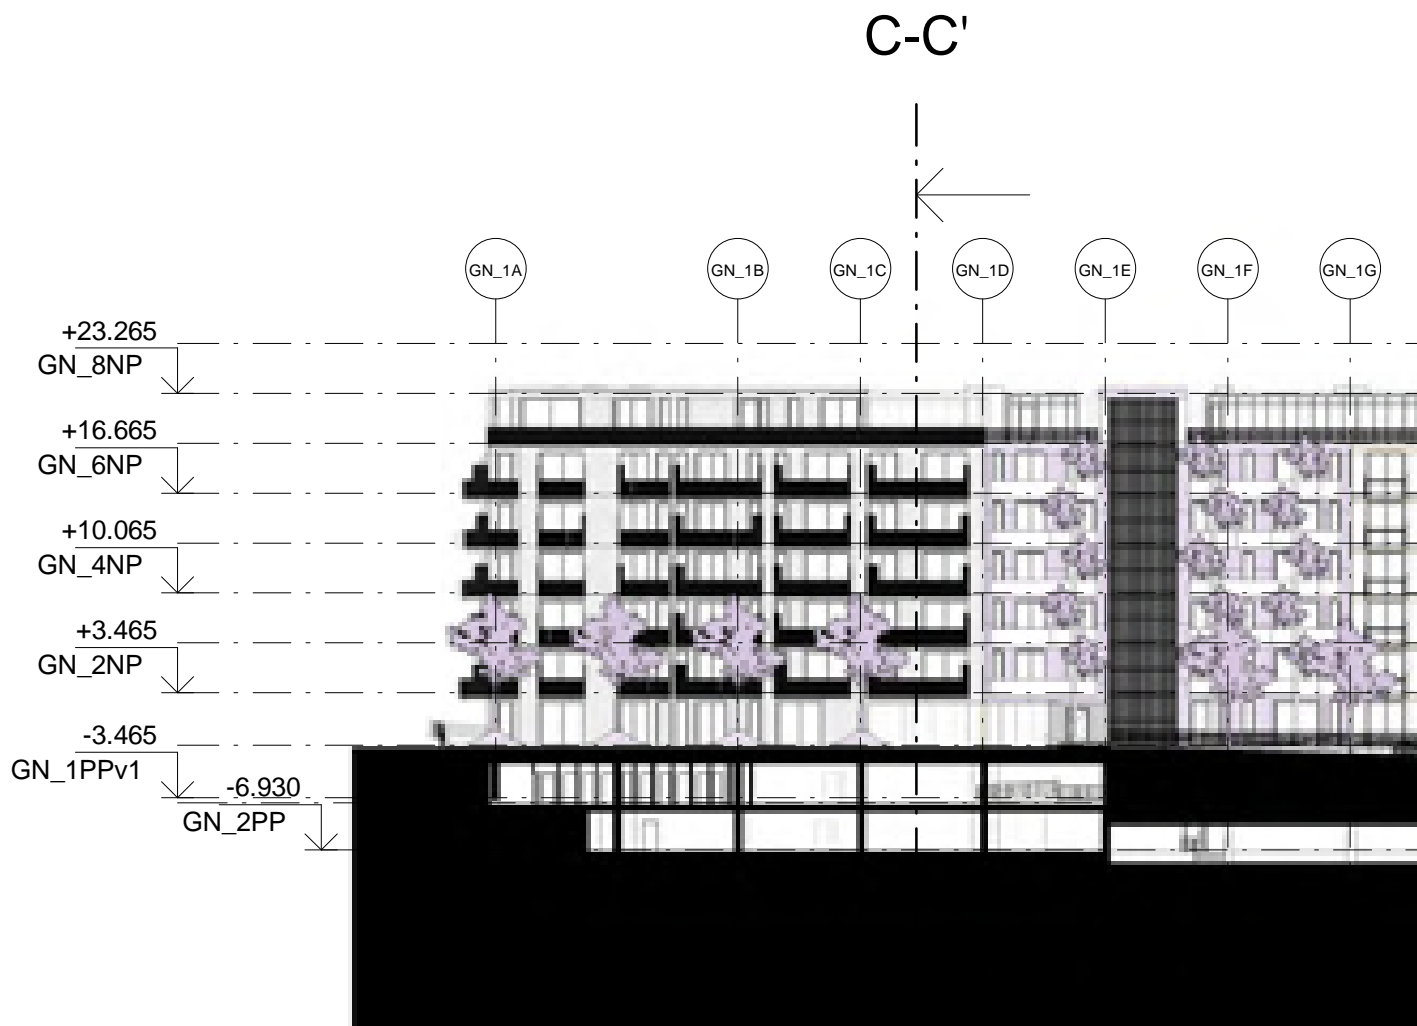 C-C'
GN_1A
GN_1B
GN_1C
GN_1D
GN_1E
GN_1F
GN_1G
+23.265
GN_8NP
+16.665
GN_6NP
+10.065
GN_4NP
+3.465
GN_2NP
-3.465
GN_1PPv1
-6.930
GN_2PP